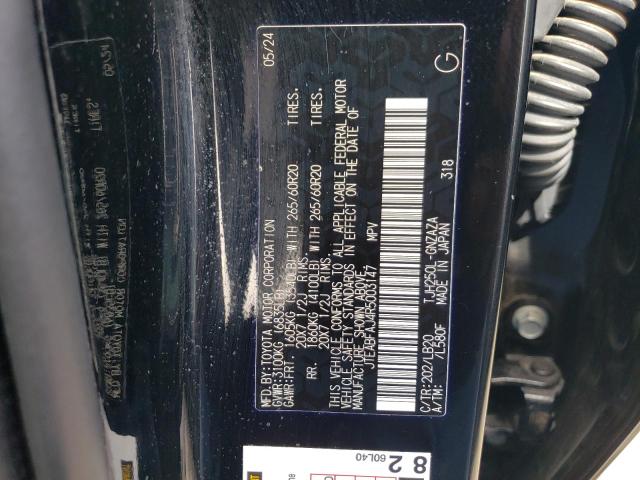 MFD. BY: TOYOTA MOTOR CORPORATION 05/24
GVWR: 3100KG (6835LB)
GAWR: FRT. 1605KG (3540LB) WITH 265/60R20 TIRES,
20X7 1/2J RIMS,
RR. 1860KG (4100LB) WITH 265/60R20 TIRES,
20X7 1/2J RIMS,
THIS VEHICLE CONFORMS TO ALL APPLICABLE FEDERAL MOTOR
VEHICLE SAFETY STANDARDS IN EFFECT ON THE DATE OF
MANUFACTURE SHOWN ABOVE.
MPV
C/TR: 202/LB20 TJH250L-GNZAZA
A/TM: /L580F MADE IN JAPAN 318
G
8 2
60L40